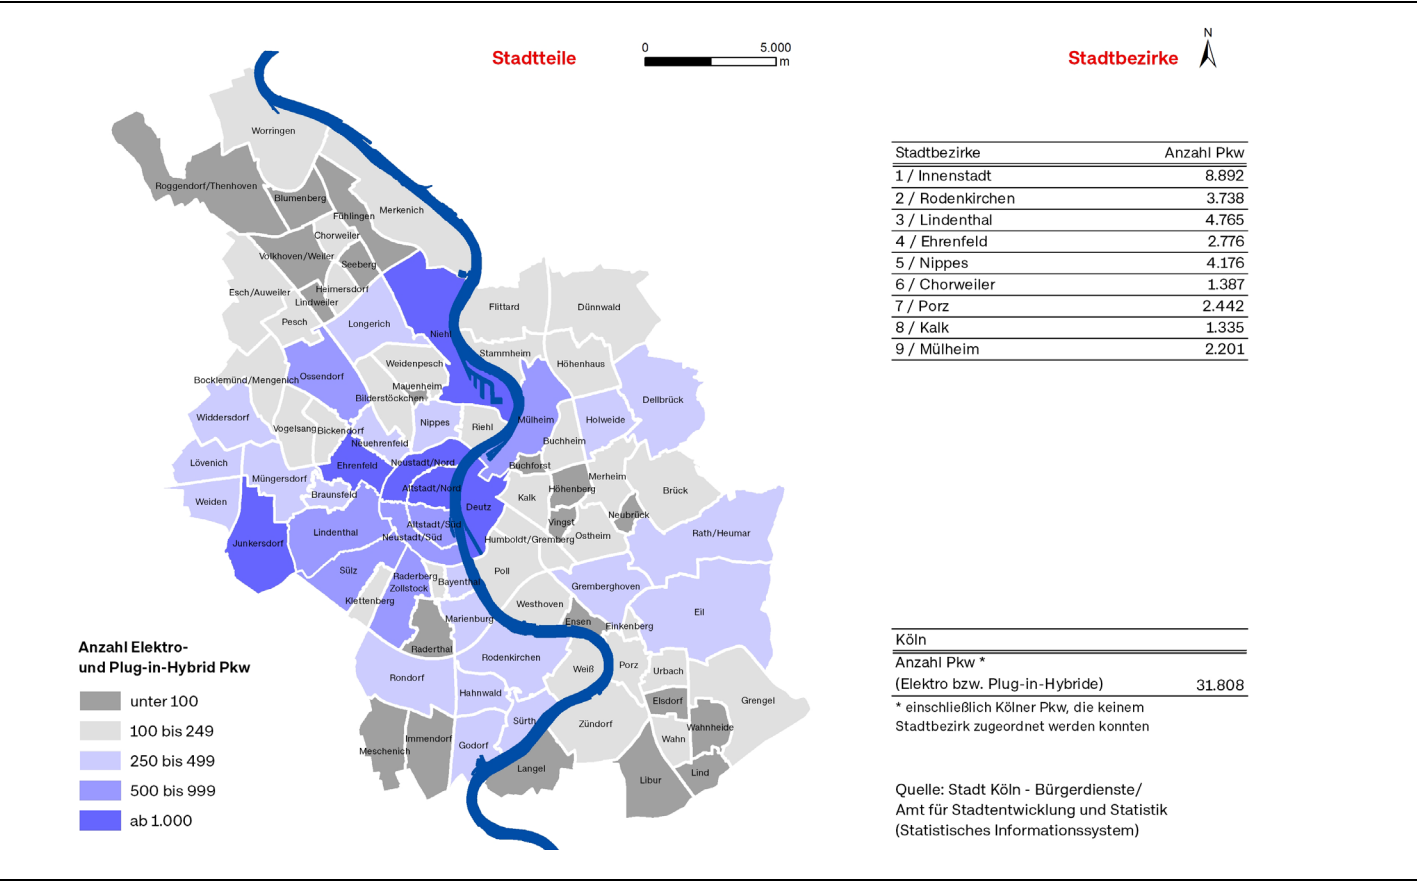 Stadtteile
0 5.000
m
Stadtbezirke
N
Worringen
Roggendorf/Thenhoven
Blumenberg
Fühlingen
Merkenich
Chorweiler
Volkhoven/Weiler
Seeberg
Esch/Auweiler
Heimersdorf
Lindweiler
Pesch
Longerich
Niehl
Flittard
Dünnwald
Stammheim
Höhenhaus
Weidenpesch
Ossendorf
Bocklemünd/Mengenich
Mauenheim
Bilderstöckchen
Dellbrück
Widdersdorf
Vogelsang
Bickendorf
Nippes
Riehl
Mülheim
Holweide
Neuehrenfeld
Buchheim
Lövenich
Ehrenfeld
Neustadt/Nord
Buchforst
Müngersdorf
Merheim
Braunsfeld
Altstadt/Nord
Höhenberg
Brück
Weiden
Kalk
Deutz
Neubrück
Vingst
Altstadt/Süd
Lindenthal
Neustadt/Süd
Humboldt/Gremberg
Ostheim
Rath/Heumar
Junkersdorf
Sülz
Raderberg
Zollstock
Bayenthal
Poll
Gremberghoven
Klettenberg
Westhoven
Eil
Marienburg
Ensen
Finkenberg
Raderthal
Rodenkirchen
Weiß
Porz
Urbach
Rondorf
Hahnwald
Elsdorf
Grengel
Sürth
Zündorf
Wahnheide
Immendorf
Wahn
Meschenich
Godorf
Langel
Libur
Lind
Anzahl Elektro-
und Plug-in-Hybrid Pkw
unter 100
100 bis 249
250 bis 499
500 bis 999
ab 1.000
Stadtbezirke Anzahl Pkw
1 / Innenstadt 8.892
2 / Rodenkirchen 3.738
3 / Lindenthal 4.765
4 / Ehrenfeld 2.776
5 / Nippes 4.176
6 / Chorweiler 1.387
7 / Porz 2.442
8 / Kalk 1.335
9 / Mülheim 2.201
Köln
Anzahl Pkw *
(Elektro bzw. Plug-in-Hybride) 31.808
* einschließlich Kölner Pkw, die keinem
Stadtbezirk zugeordnet werden konnten
Quelle: Stadt Köln - Bürgerdienste/
Amt für Stadtentwicklung und Statistik
(Statistisches Informationssystem)